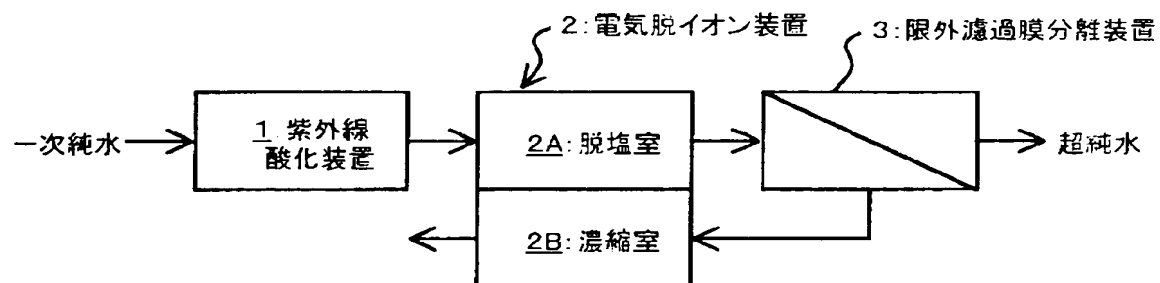 2:電気脱イオン装置
3:限外濾過膜分離装置
一次純水
1:紫外線
酸化装置
2A:脱塩室
超純水
2B:濃縮室